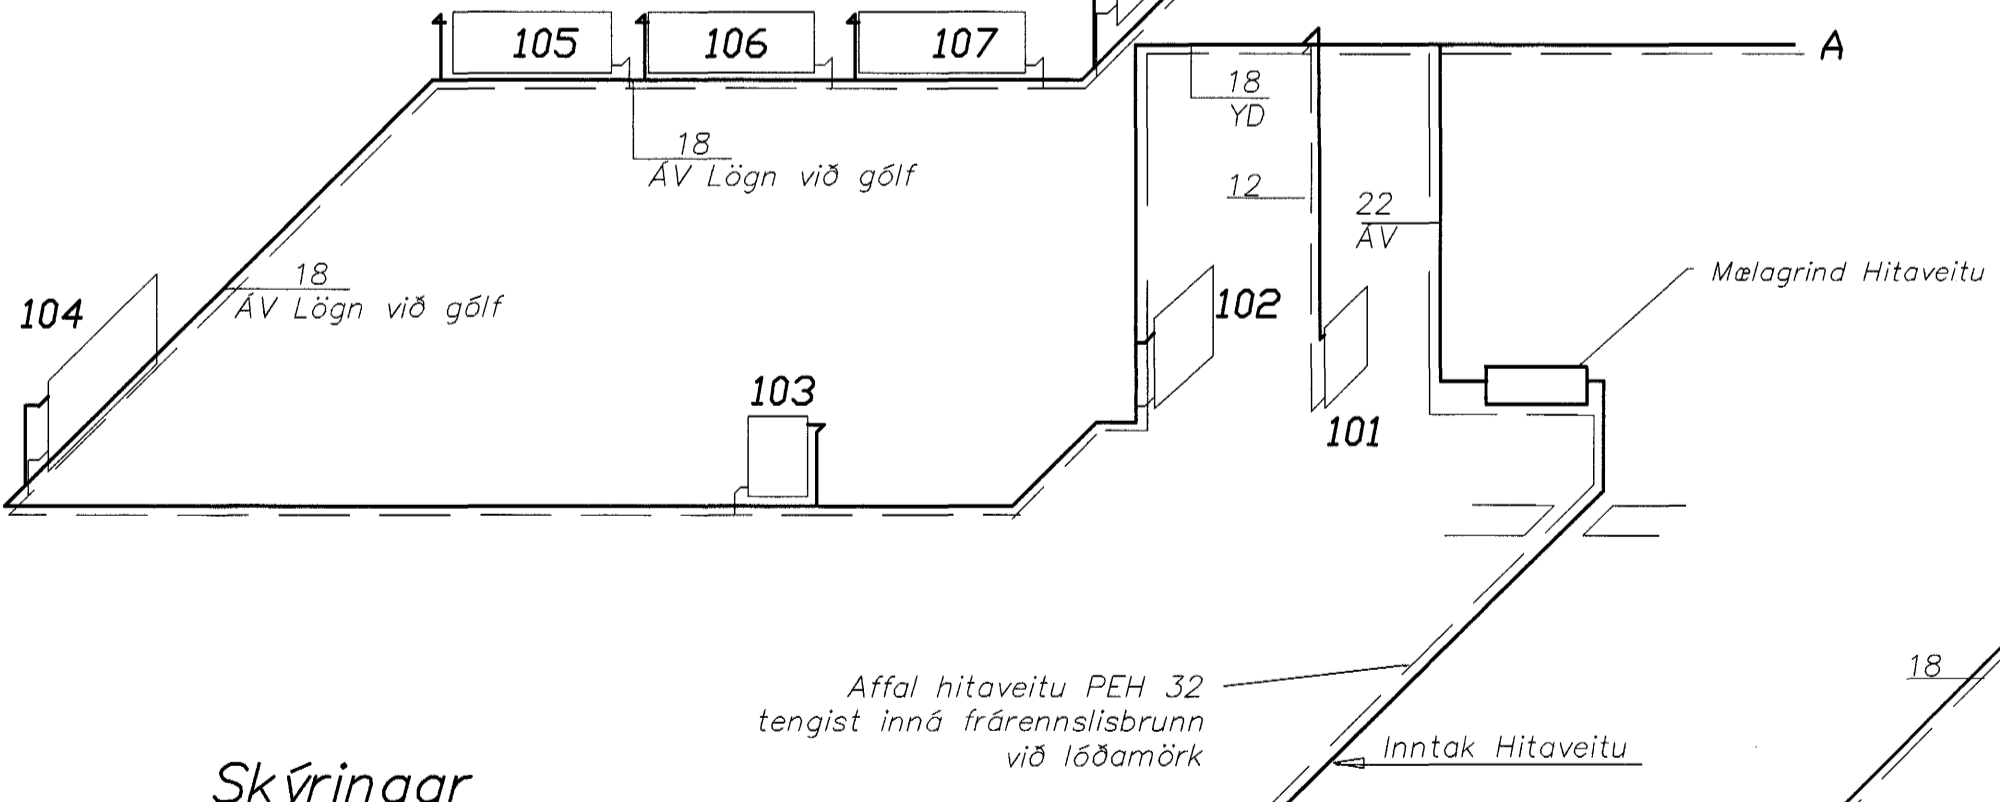 105
106
107
A
18
YD
18
ÁV Lögn við gólf
12
22
ÁV
Mælagrind Hitaveitu
18
ÁV Lögn við gólf
104
102
103
101
18
Affal hitaveitu PEH 32
tengist inná frárennslisbrunn
við lóðamörk
Inntak Hitaveitu
Skýringar